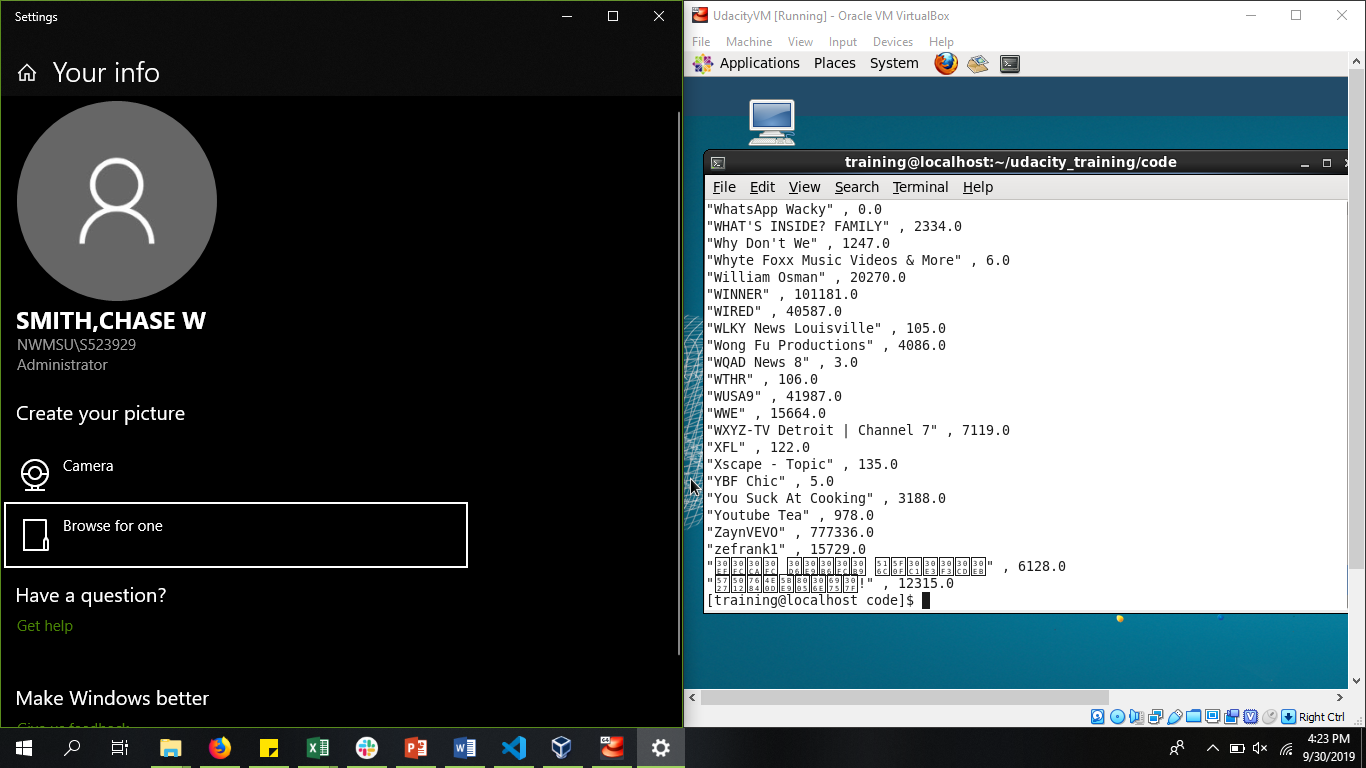 Settings
Your info
SMITH,CHASE W
NWMSU\S523929
Administrator
Create your picture
Camera
Browse for one
Have a question?
Get help
Make Windows better
Give us feedback
UdacityVM [Running] - Oracle VM VirtualBox
File Machine View Input Devices Help
Applications Places System
training@localhost:~/udacity_training/code
File Edit View Search Terminal Help
"WhatsApp Wacky" , 0.0
"WHAT'S INSIDE? FAMILY" , 2334.0
"Why Don't We" , 1247.0
"Whyte Foxx Music Videos & More" , 6.0
"William Osman" , 20270.0
"WINNER" , 101181.0
"WIRED" , 40587.0
"WLKY News Louisville" , 105.0
"Wong Fu Productions" , 4086.0
"WQAD News 8" , 3.0
"WTHR" , 106.0
"WUSA9" , 41987.0
"WWE" , 15664.0
"WXYZ-TV Detroit | Channel 7" , 7119.0
"XFL" , 122.0
"Xscape - Topic" , 135.0
"YBF Chic" , 5.0
"You Suck At Cooking" , 3188.0
"Youtube Tea" , 978.0
"ZaynVEVO" , 777336.0
"zefrank1" , 15729.0
" " , 6128.0
"!" , 12315.0
[training@localhost code]$
Right Ctrl
4:23 PM
9/30/2019